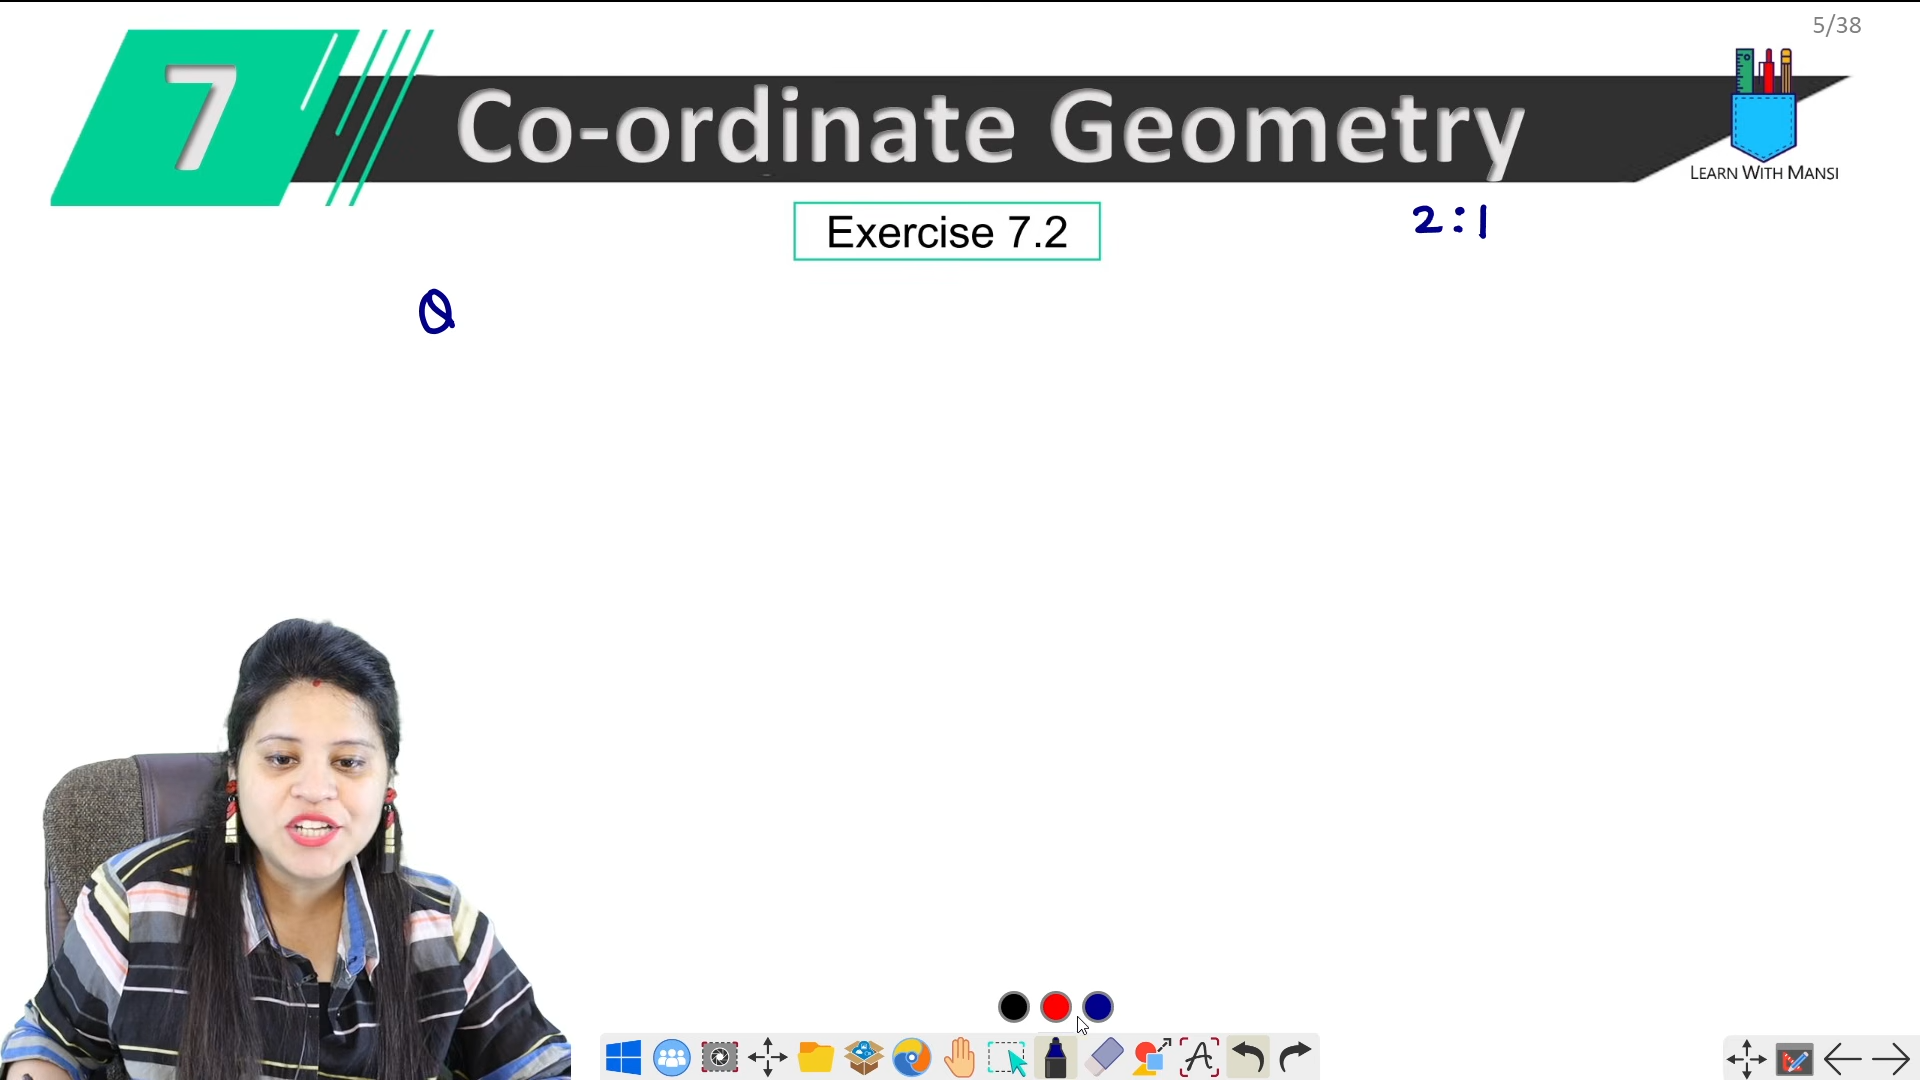 5/38
7
Co-ordinate Geometry
LEARN WITH MANSI
Exercise 7.2
2:1
Q